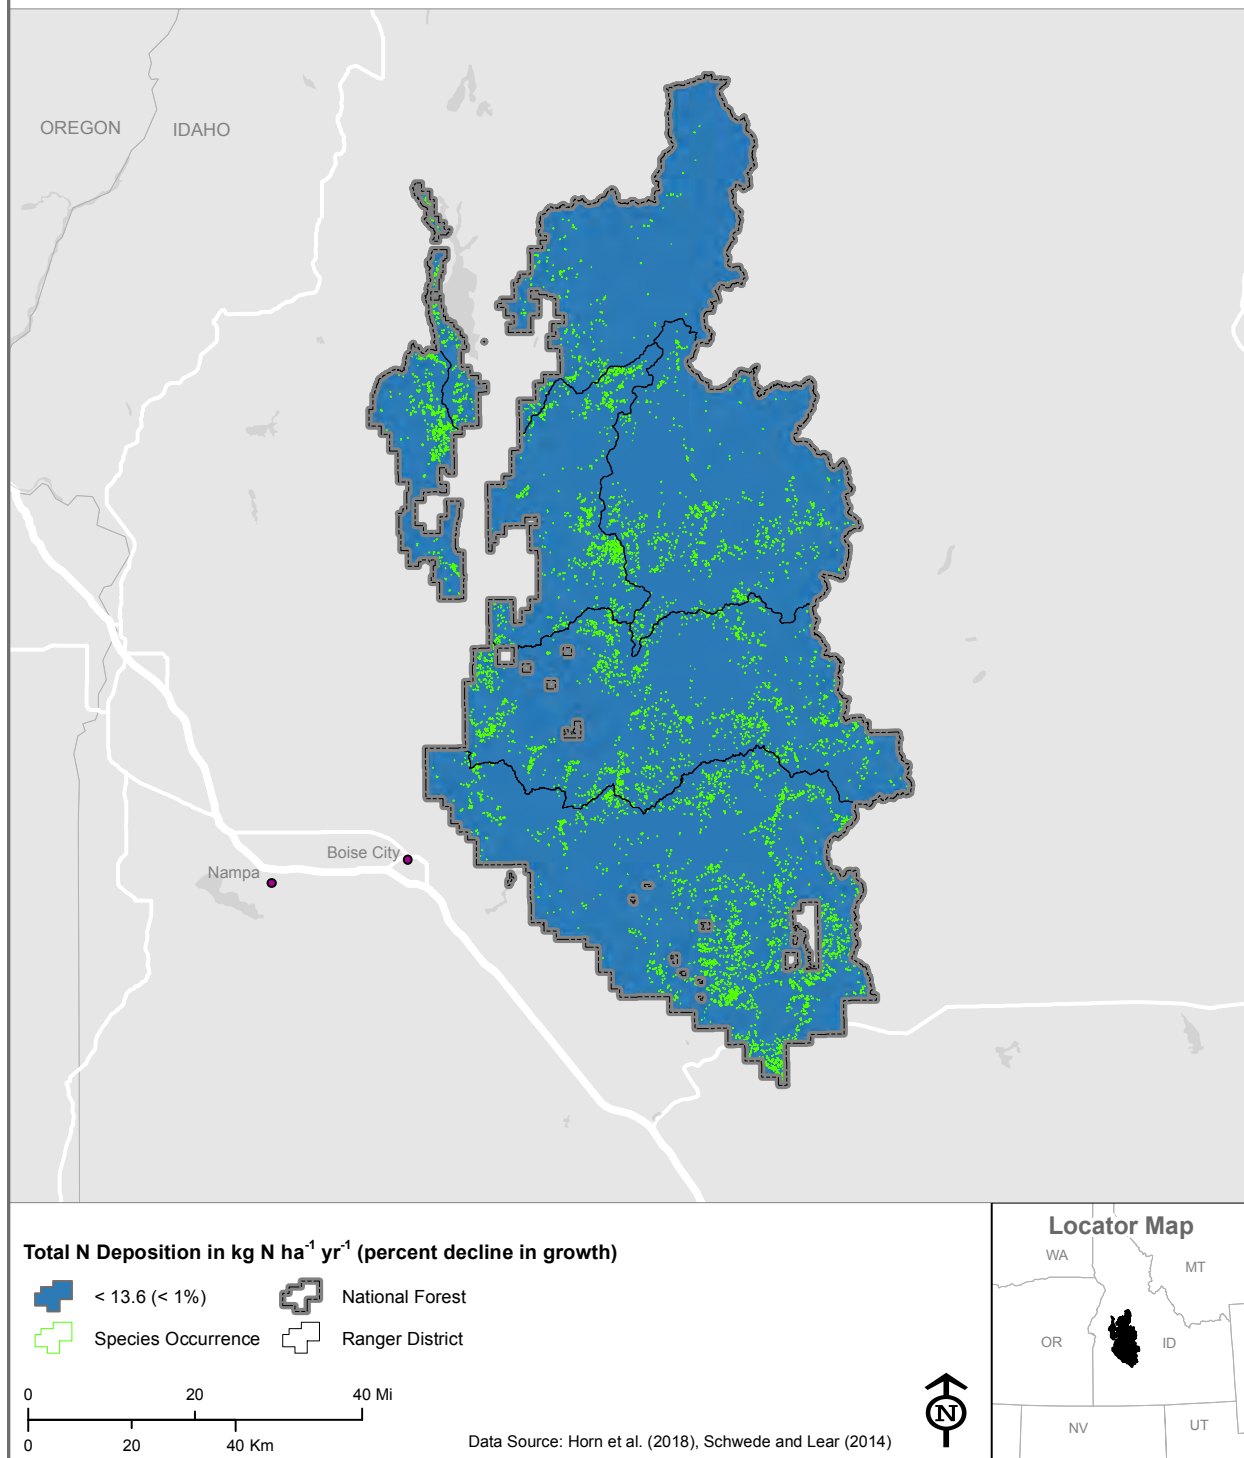 OREGON
IDAHO
Boise City
Nampa
Total N Deposition in kg N ha⁻¹ yr⁻¹ (percent decline in growth)
< 13.6 (< 1%)
National Forest
Species Occurrence
Ranger District
0 20 40 Mi
0 20 40 Km
Data Source: Horn et al. (2018), Schwede and Lear (2014)
N
Locator Map
WA
MT
OR
ID
NV
UT